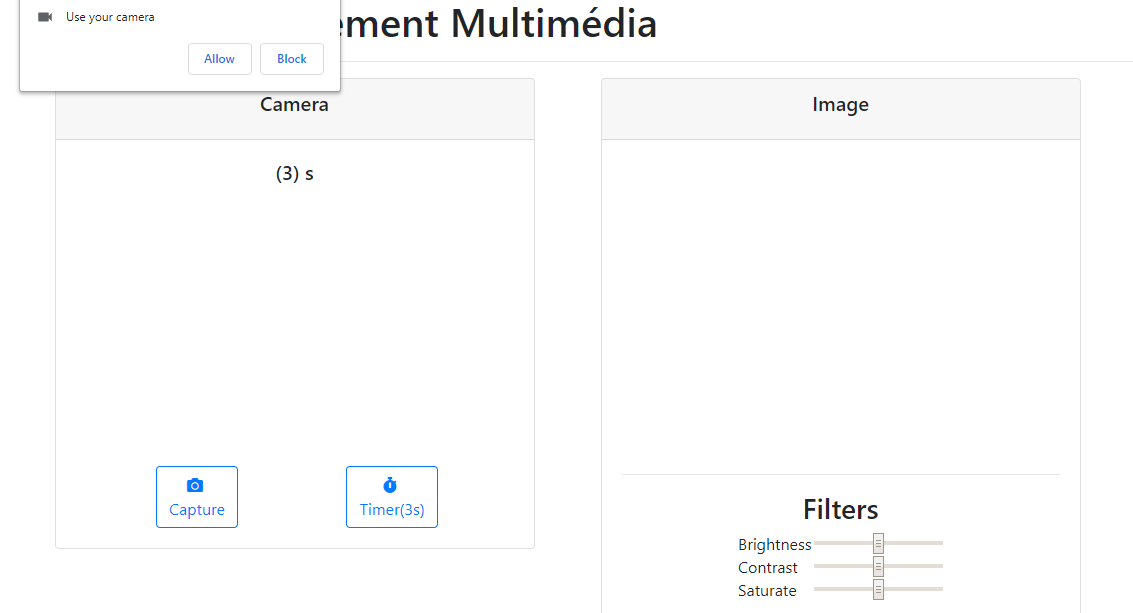 Use your camera
Allow
Block
ement Multimédia
Camera
(3) s
Capture
Timer(3s)
Image
Filters
Brightness
Contrast
Saturate